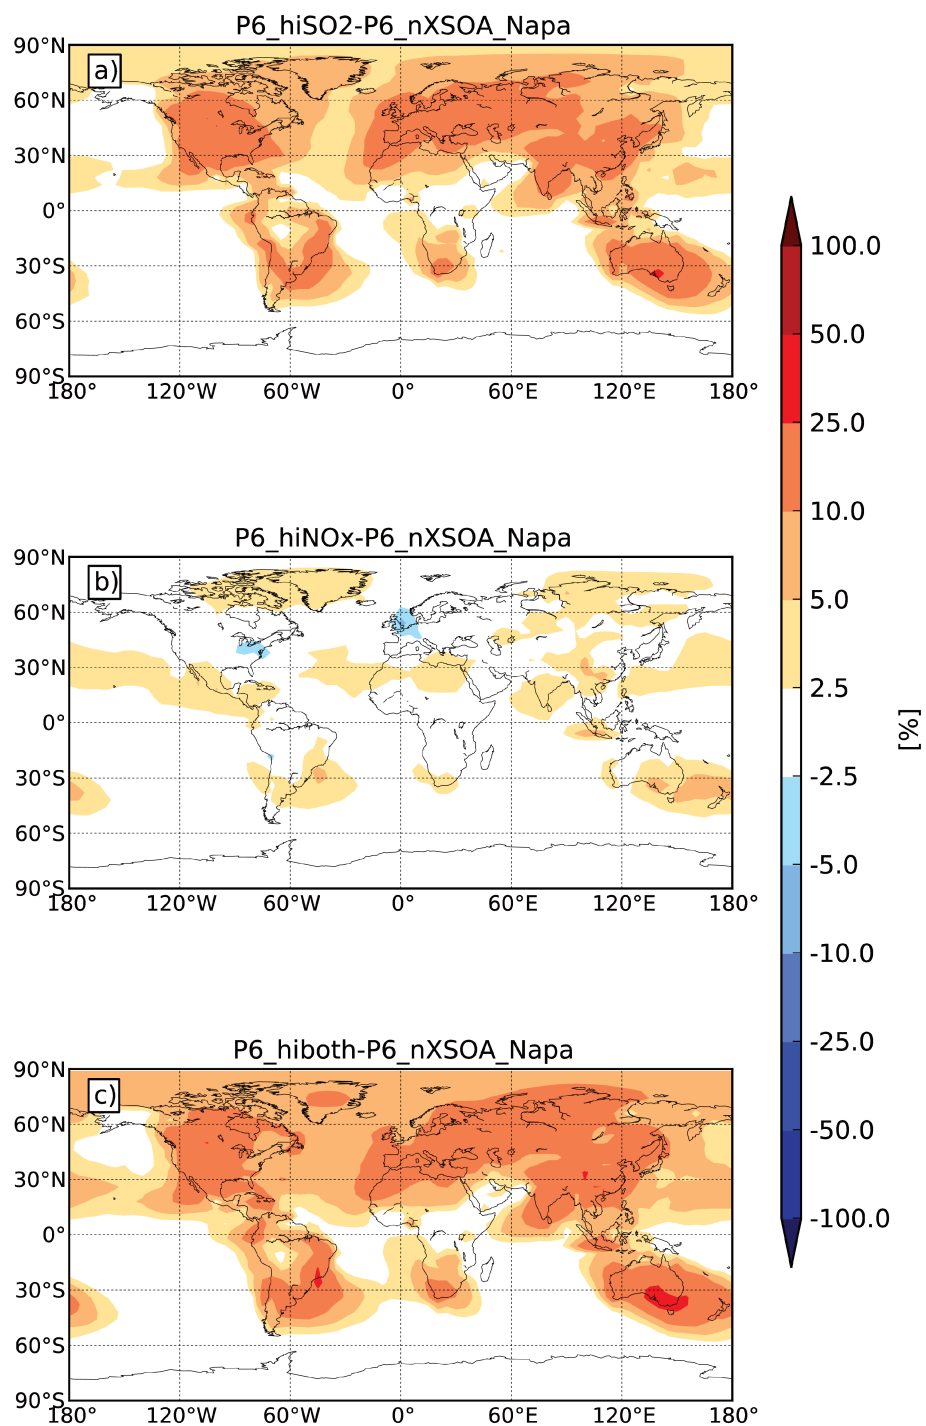 P6_hiSO2-P6_nXSOA_Napa
90°N
a)
60°N
30°N
0°
30°S
60°S
90°S
180° 120°W 60°W 0° 60°E 120°E 180°
P6_hiNOx-P6_nXSOA_Napa
90°N
b)
60°N
30°N
0°
30°S
60°S
90°S
180° 120°W 60°W 0° 60°E 120°E 180°
P6_hiboth-P6_nXSOA_Napa
90°N
c)
60°N
30°N
0°
30°S
60°S
90°S
180° 120°W 60°W 0° 60°E 120°E 180°
100.0
50.0
25.0
10.0
5.0
2.5
-2.5
-5.0
-10.0
-25.0
-50.0
-100.0
[%]